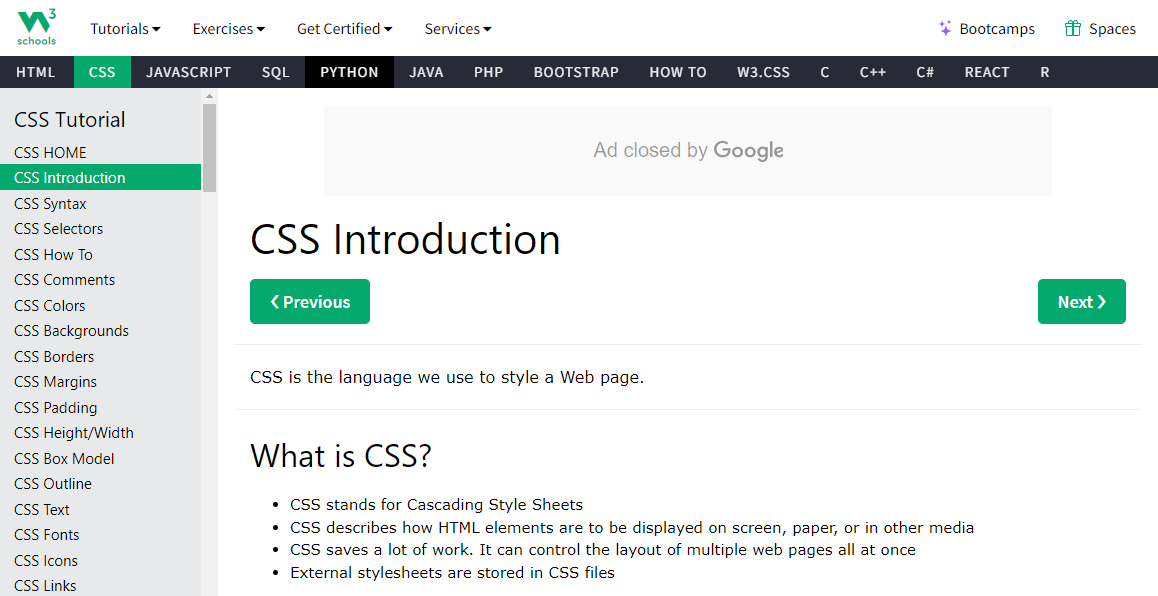 W3 schools
Tutorials Exercises Get Certified Services Bootcamps Spaces
HTML CSS JAVASCRIPT SQL PYTHON JAVA PHP BOOTSTRAP HOW TO W3.CSS C C++ C# REACT R
CSS Tutorial
CSS HOME
CSS Introduction
CSS Syntax
CSS Selectors
CSS How To
CSS Comments
CSS Colors
CSS Backgrounds
CSS Borders
CSS Margins
CSS Padding
CSS Height/Width
CSS Box Model
CSS Outline
CSS Text
CSS Fonts
CSS Icons
CSS Links
Ad closed by Google
CSS Introduction
❮ Previous Next ❯
CSS is the language we use to style a Web page.
What is CSS?
• CSS stands for Cascading Style Sheets
• CSS describes how HTML elements are to be displayed on screen, paper, or in other media
• CSS saves a lot of work. It can control the layout of multiple web pages all at once
• External stylesheets are stored in CSS files